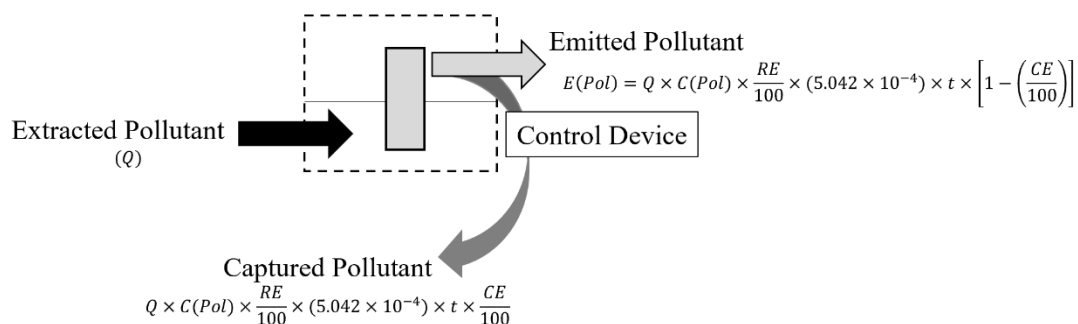 Emitted Pollutant
E(Pol) = Q × C(Pol) × RE/100 × (5.042 × 10⁻⁴) × t × [1 − (CE/100)]
Extracted Pollutant
(Q)
Control Device
Captured Pollutant
Q × C(Pol) × RE/100 × (5.042 × 10⁻⁴) × t × CE/100